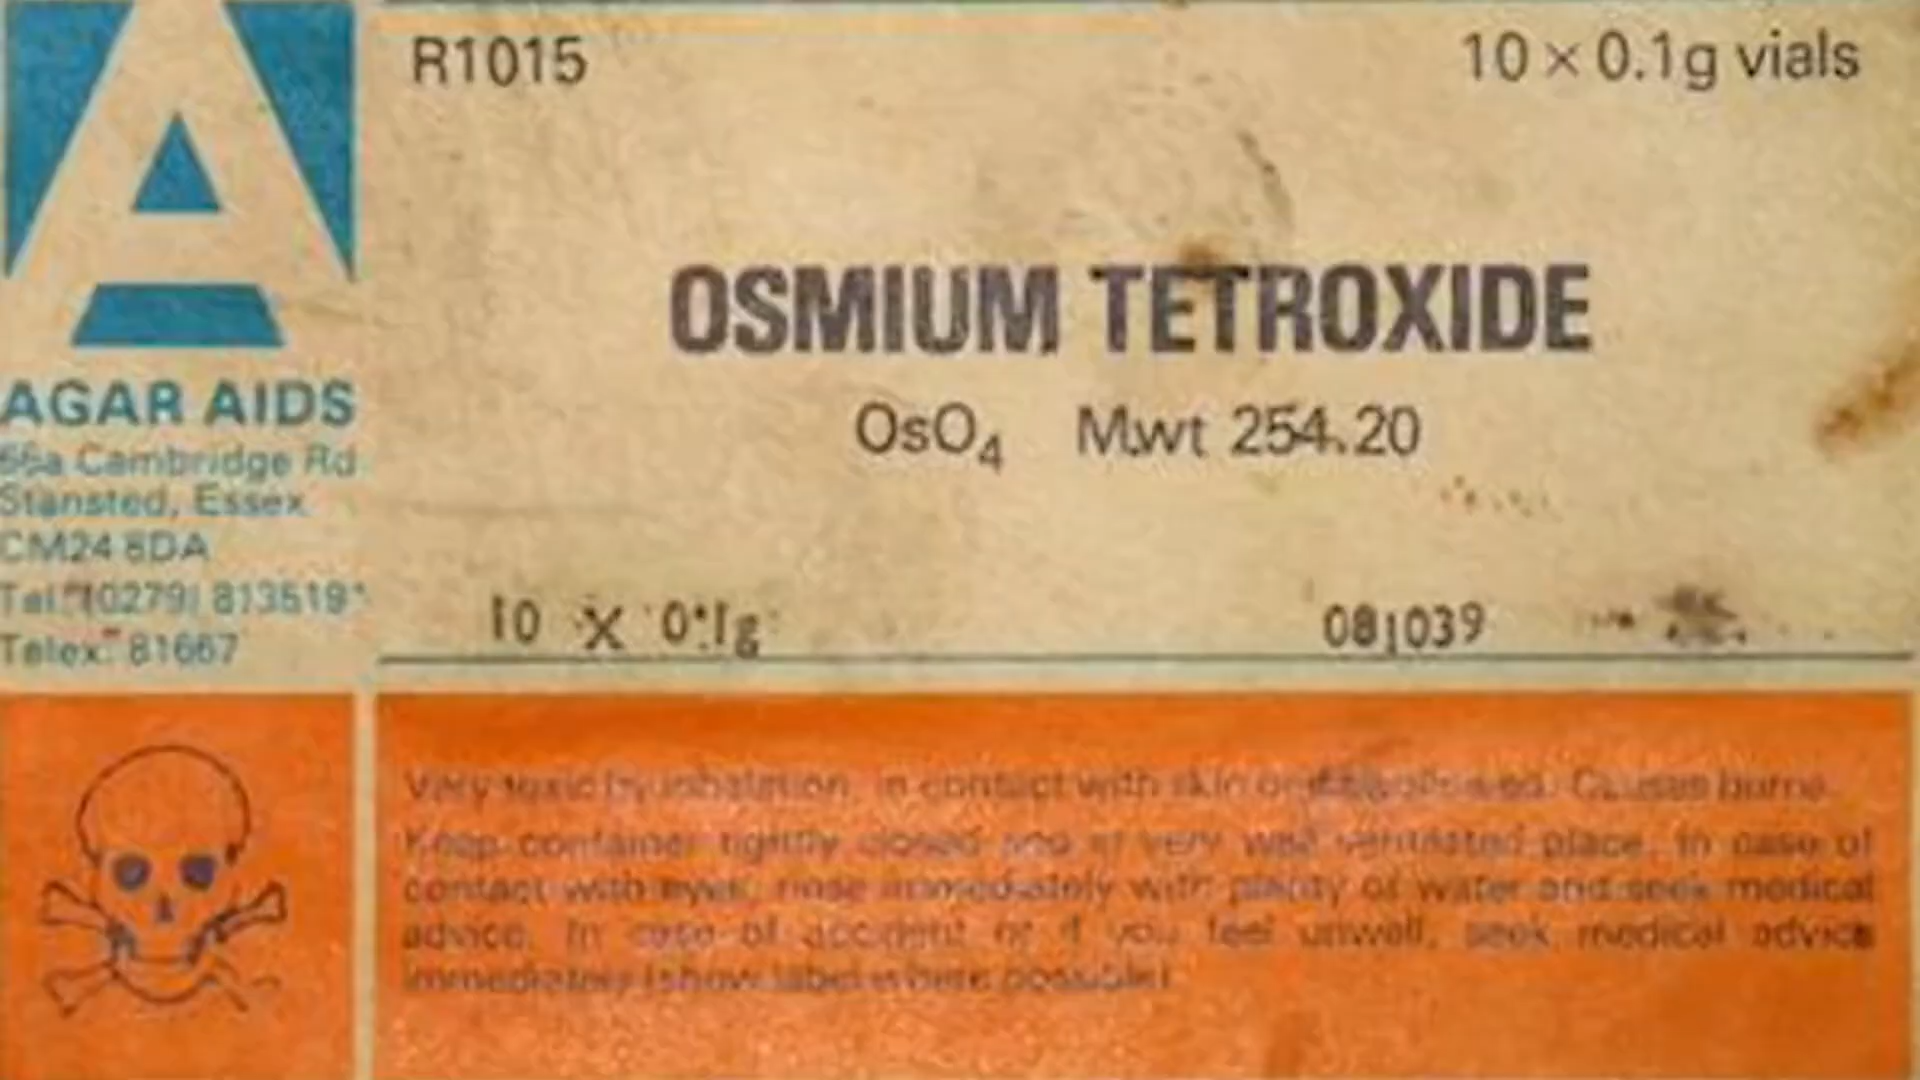 R1015
10 × 0.1g vials
OSMIUM TETROXIDE
OsO₄ M.wt 254.20
10 X 0.1g
081039
AGAR AIDS
66a Cambridge Rd
Stansted, Essex
CM24 8DA
Tel: (0279) 813519
Telex: 81667
Very toxic by inhalation, in contact with skin or if swallowed. Causes burns.
Keep container tightly closed and in very well ventilated place. In case of
contact with eyes, rinse immediately with plenty of water and seek medical
advice. In case of accident or if you feel unwell, seek medical advice
immediately (show label where possible)